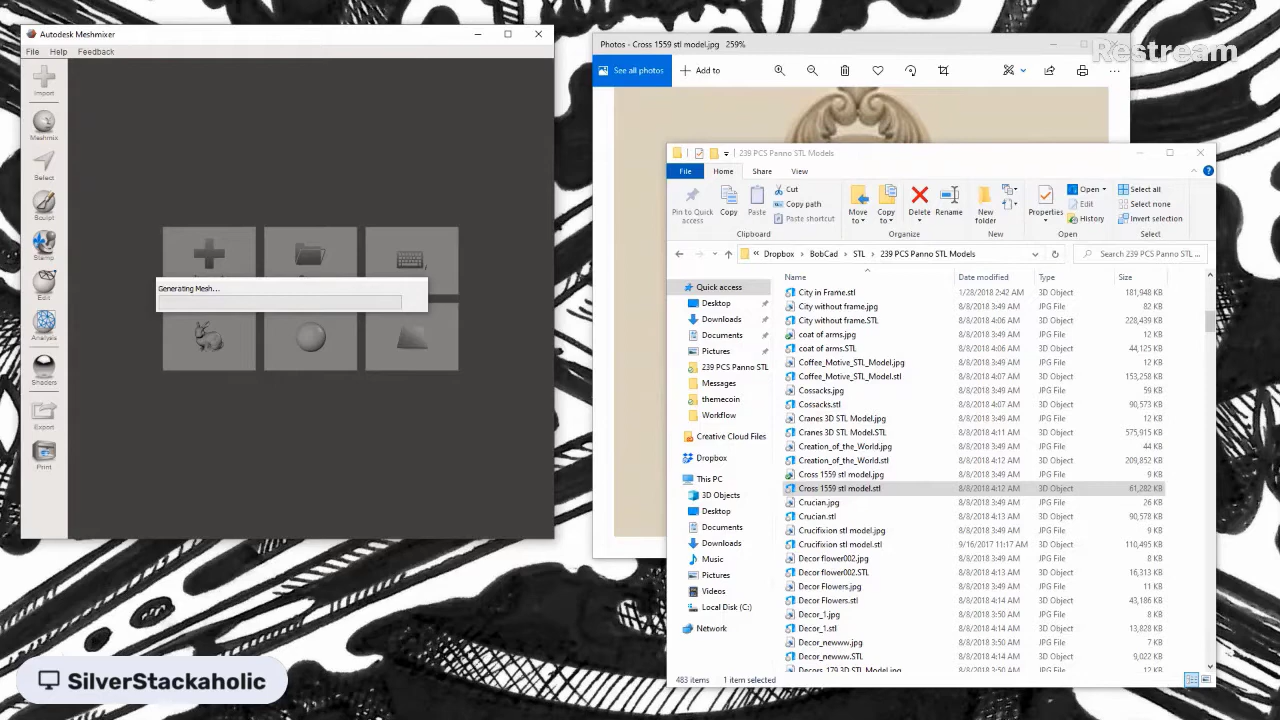 Autodesk Meshmixer
File Help Feedback
Import
Meshmix
Select
Sculpt
Stamp
Edit
Analysis
Shaders
Export
Print
Generating Mesh...
Photos - Cross 1559 stl model.jpg 259%
See all photos
Add to
Restream
239 PCS Panno STL Models
File Home Share View
Pin to Quick access
Copy
Paste
Cut
Copy path
Paste shortcut
Clipboard
Move to
Copy to
Delete
Rename
Organize
New folder
New
Properties
Open
Edit
History
Open
Select all
Select none
Invert selection
Select
Dropbox > BobCad > STL > 239 PCS Panno STL Models
Search 239 PCS Panno STL ...
Quick access
Desktop
Downloads
Documents
Pictures
239 PCS Panno STL
Messages
themecoin
Workflow
Creative Cloud Files
Dropbox
This PC
3D Objects
Desktop
Documents
Downloads
Music
Pictures
Videos
Local Disk (C:)
Network
Name Date modified Type Size
City in Frame.stl 1/28/2018 2:42 AM 3D Object 181,948 KB
City without frame.jpg 8/8/2018 3:49 AM JPG File 82 KB
City without frame.STL 8/8/2018 4:06 AM 3D Object 228,439 KB
coat of arms.jpg 8/8/2018 3:49 AM JPG File 12 KB
coat of arms.STL 8/8/2018 4:06 AM 3D Object 44,125 KB
Coffee_Motive_STL_Model.jpg 8/8/2018 3:49 AM JPG File 12 KB
Coffee_Motive_STL_Model.stl 8/8/2018 4:07 AM 3D Object 153,258 KB
Cossacks.jpg 8/8/2018 3:49 AM JPG File 59 KB
Cossacks.stl 8/8/2018 4:07 AM 3D Object 90,573 KB
Cranes 3D STL Model.jpg 8/8/2018 3:49 AM JPG File 12 KB
Cranes 3D STL Model.STL 8/8/2018 4:11 AM 3D Object 575,915 KB
Creation_of_the_World.jpg 8/8/2018 3:49 AM JPG File 44 KB
Creation_of_the_World.stl 8/8/2018 4:12 AM 3D Object 209,852 KB
Cross 1559 stl model.jpg 8/8/2018 3:49 AM JPG File 9 KB
Cross 1559 stl model.stl 8/8/2018 4:12 AM 3D Object 61,282 KB
Crucian.jpg 8/8/2018 3:49 AM JPG File 26 KB
Crucian.stl 8/8/2018 4:13 AM 3D Object 90,578 KB
Crucifixion stl model.jpg 8/8/2018 3:49 AM JPG File 9 KB
Crucifixion stl model.stl 9/16/2017 11:17 AM 3D Object 110,495 KB
Decor flower002.jpg 8/8/2018 3:49 AM JPG File 8 KB
Decor flower002.STL 8/8/2018 4:13 AM 3D Object 16,313 KB
Decor Flowers.jpg 8/8/2018 3:49 AM JPG File 11 KB
Decor Flowers.stl 8/8/2018 4:14 AM 3D Object 43,186 KB
Decor_1.jpg 8/8/2018 3:50 AM JPG File 8 KB
Decor_1.stl 8/8/2018 4:14 AM 3D Object 13,828 KB
Decor_newww.jpg 8/8/2018 3:50 AM JPG File 7 KB
Decor_newww.STL 8/8/2018 4:14 AM 3D Object 9,022 KB
Decors_179 3D STL Model.jpg 8/8/2018 3:50 AM JPG File 12 KB
483 items 1 item selected
SilverStackaholic